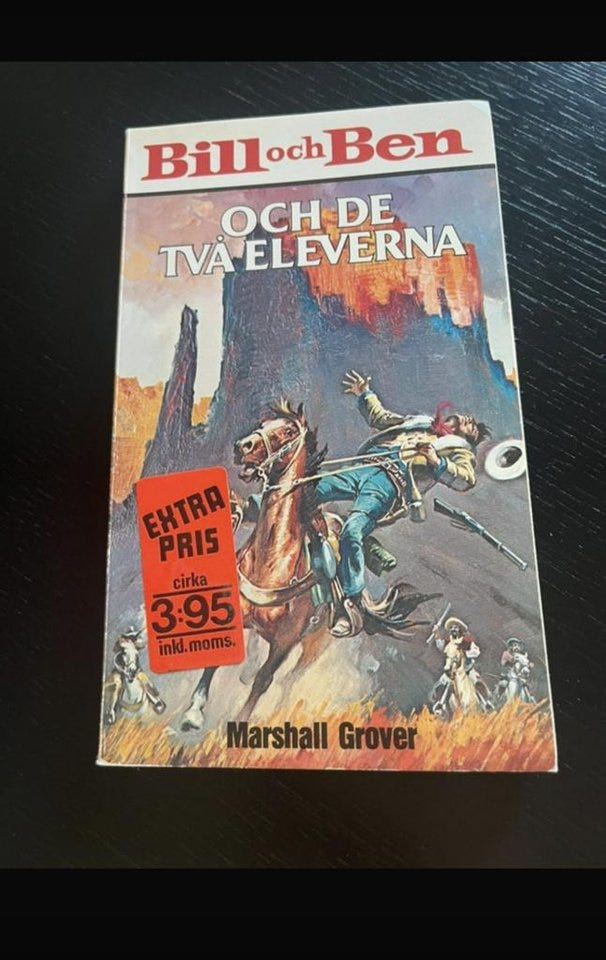 Bill och Ben
OCH DE
TVÅ ELEVERNA
EXTRA
PRIS
cirka
3:95
inkl. moms.
Marshall Grover